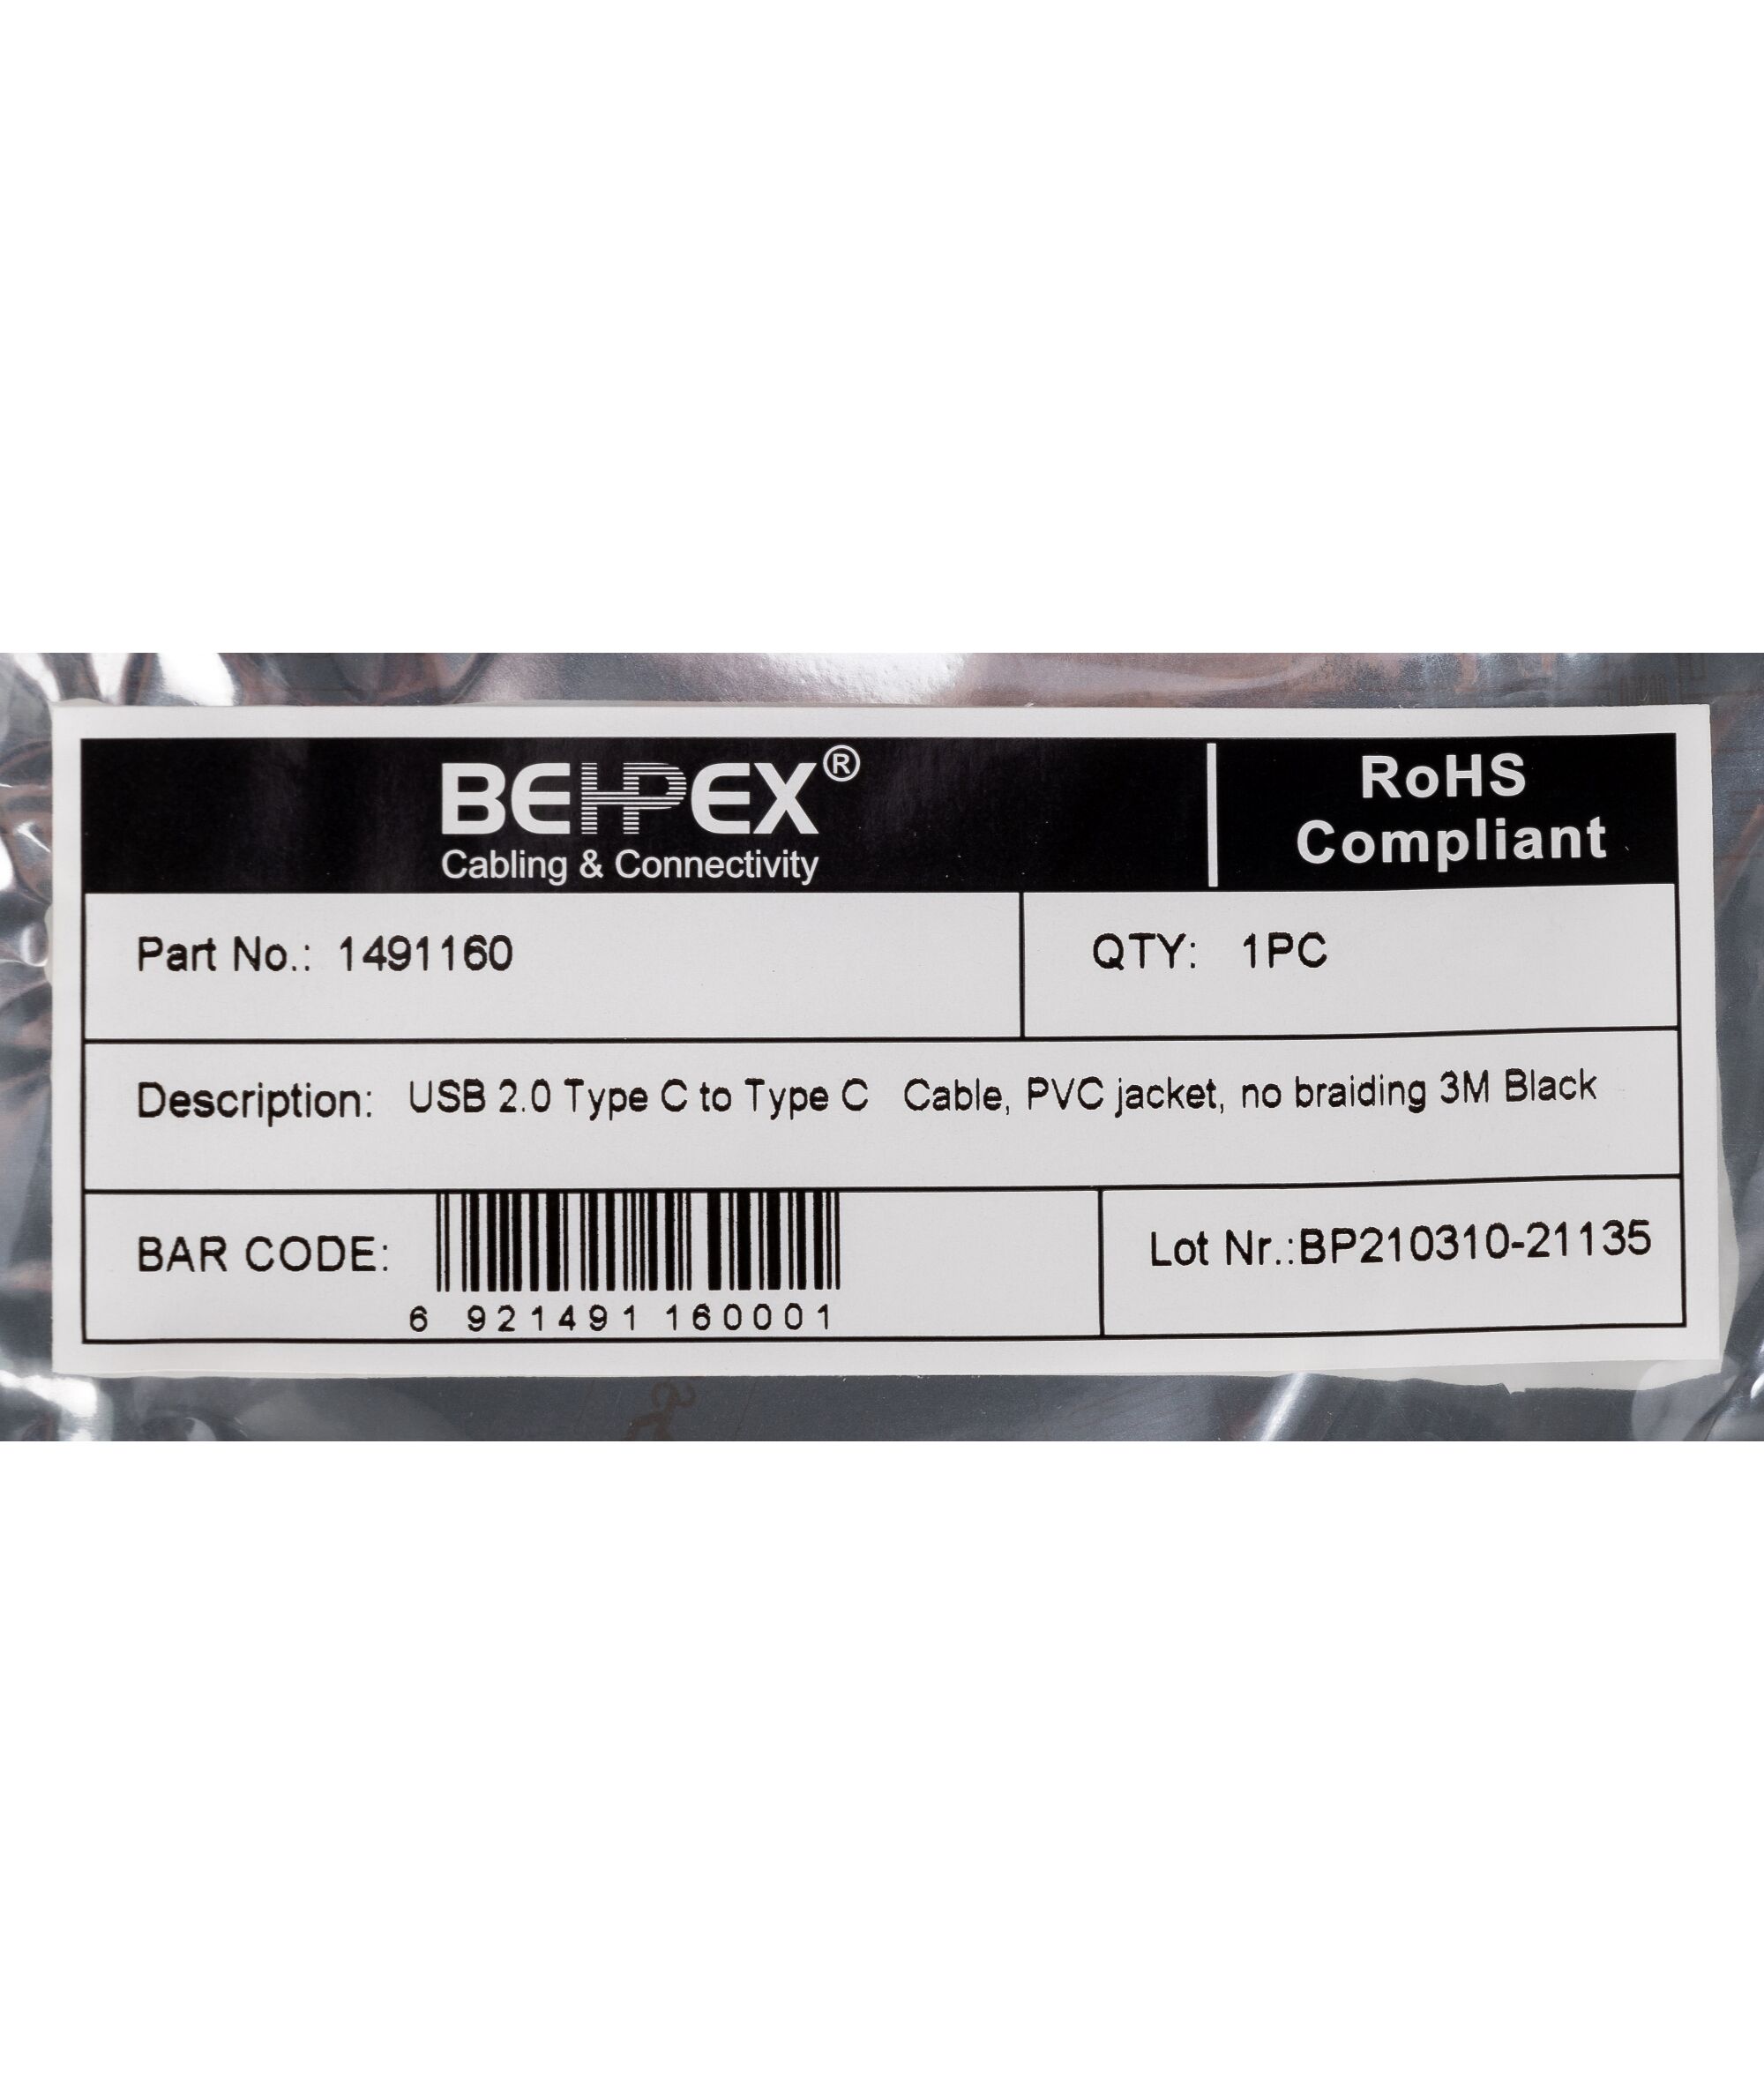 BEHPEX®
Cabling & Connectivity
RoHS
Compliant
Part No.: 1491160
QTY: 1PC
Description: USB 2.0 Type C to Type C Cable, PVC jacket, no braiding 3M Black
BAR CODE:
6 921491 160001
Lot Nr.:BP210310-21135